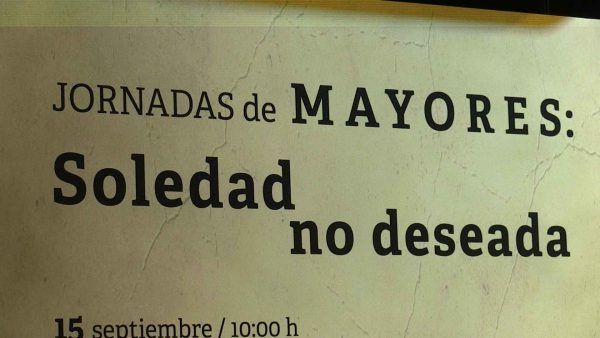 JORNADAS de MAYORES:
Soledad
no deseada
15 septiembre / 10:00 h